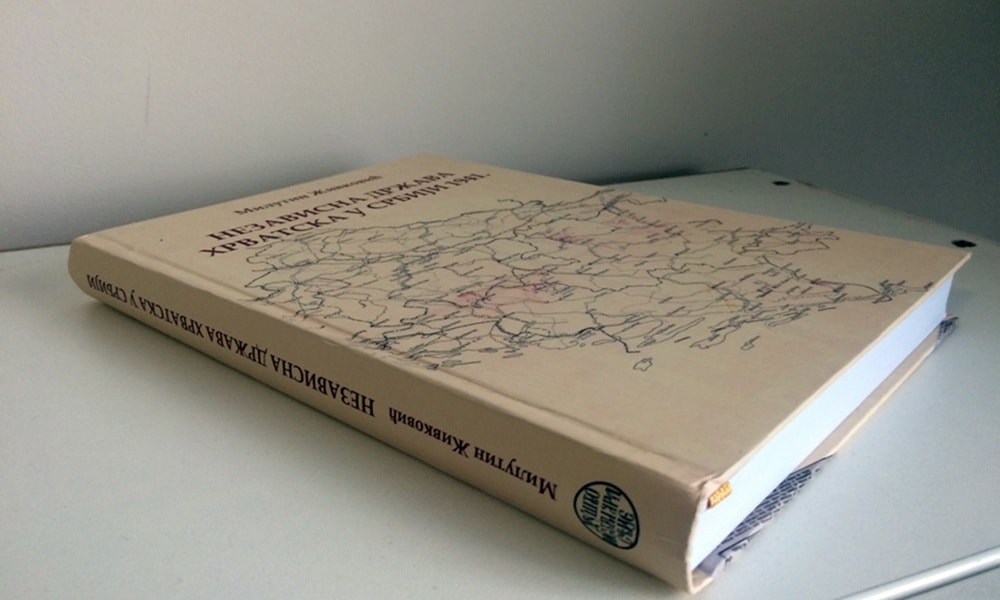 Милутин Живковић
НЕЗАВИСНА ДРЖАВА
ХРВАТСКА У СРБИЈИ 1941.
Милутин Живковић НЕЗАВИСНА ДРЖАВА ХРВАТСКА У СРБИЈИ